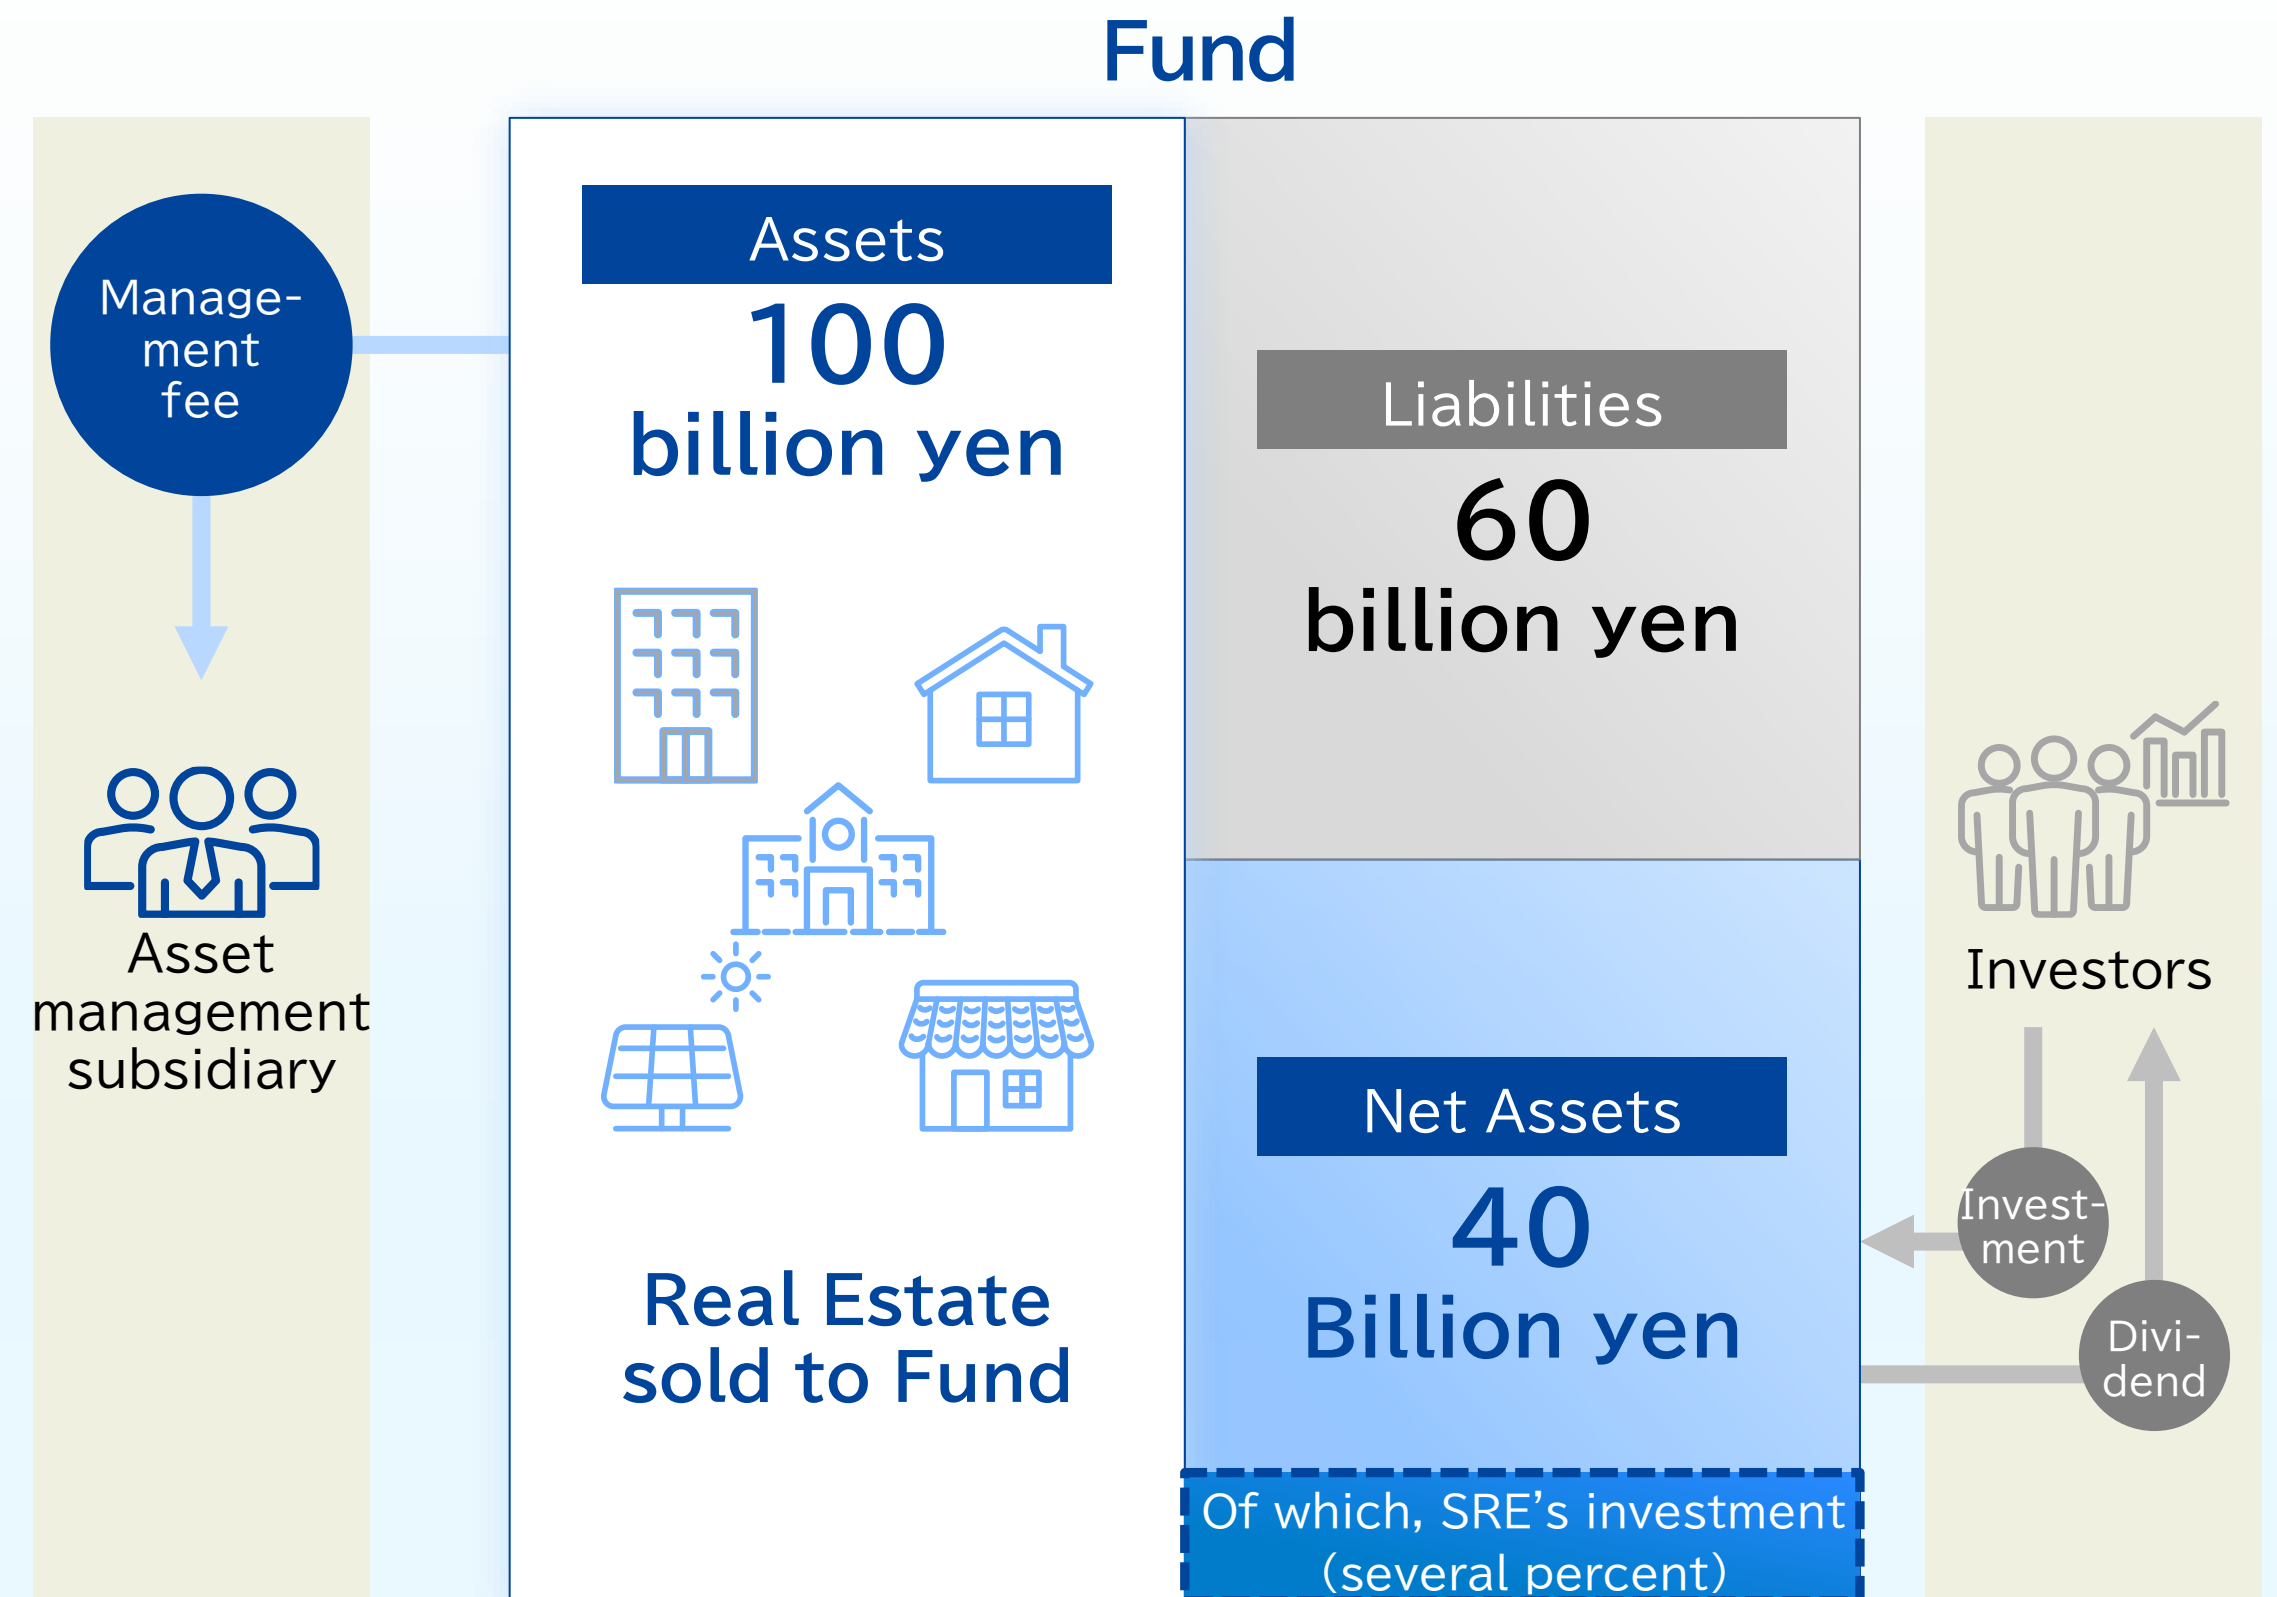 Fund
Manage-
ment
fee
Asset
management
subsidiary
Assets
100
billion yen
Real Estate
sold to Fund
Liabilities
60
billion yen
Net Assets
40
Billion yen
Of which, SRE’s investment
(several percent)
Investors
Invest-
ment
Divi-
dend